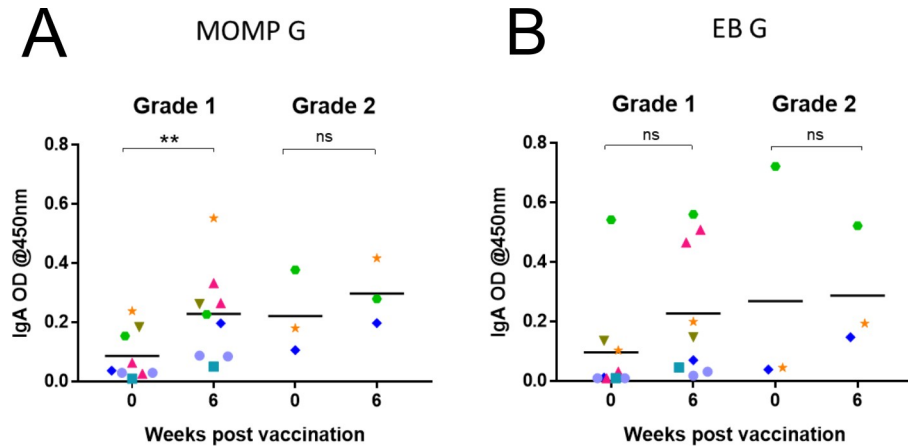 A
MOMP G
Grade 1
Grade 2
**
ns
IgA OD @450nm
0.8
0.6
0.4
0.2
0.0
0
6
0
6
Weeks post vaccination
B
EB G
Grade 1
Grade 2
ns
ns
IgA OD @450nm
0.8
0.6
0.4
0.2
0.0
0
6
0
6
Weeks post vaccination